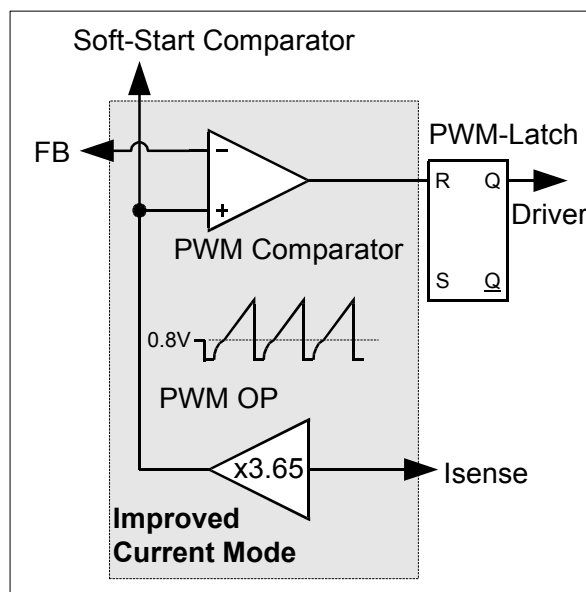 Soft-Start Comparator
FB
PWM-Latch
R
Q
Driver
S
Q
PWM Comparator
0.8V
PWM OP
x3.65
Isense
Improved
Current Mode